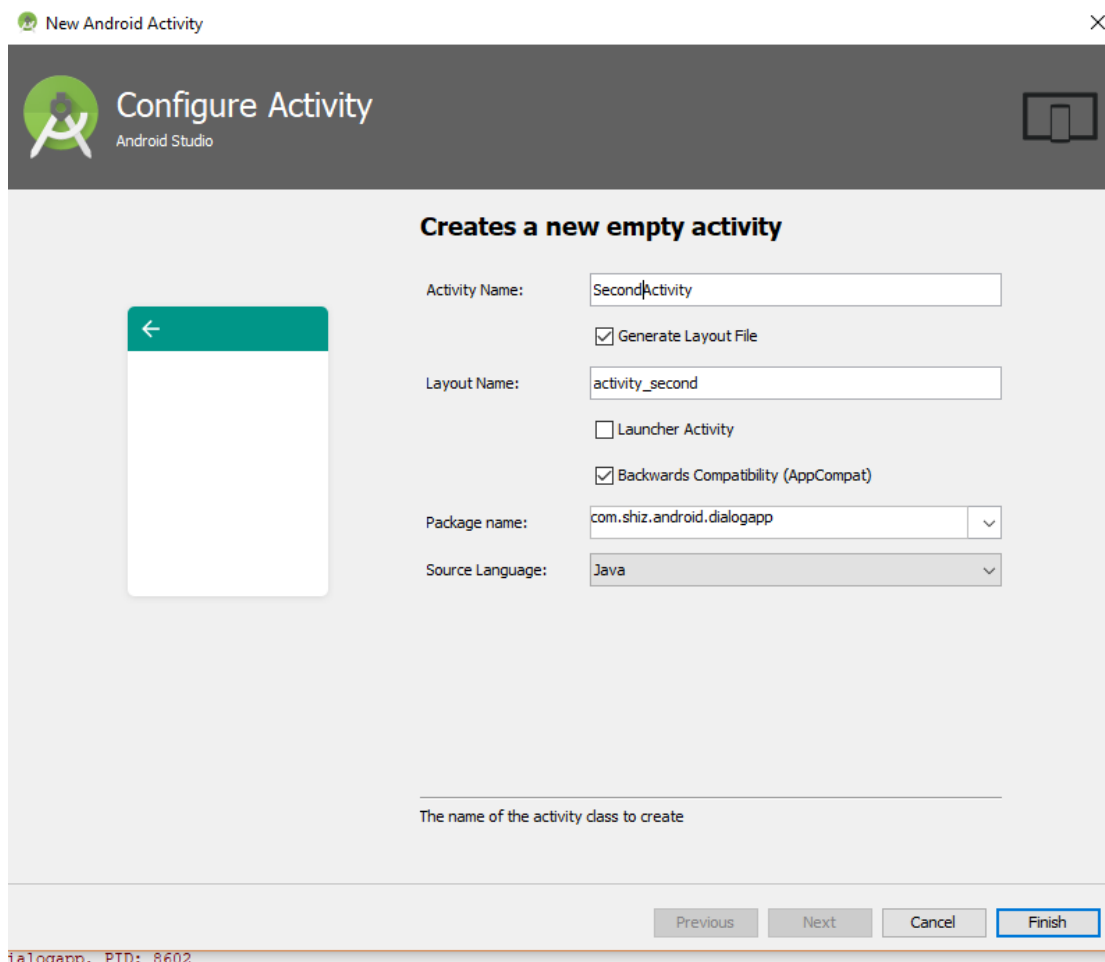 New Android Activity
Configure Activity
Android Studio
Creates a new empty activity
Activity Name: SecondActivity
Generate Layout File
Layout Name: activity_second
Launcher Activity
Backwards Compatibility (AppCompat)
Package name: com.shiz.android.dialogapp
Source Language: Java
The name of the activity class to create
Previous Next Cancel Finish
ialogapp, PID: 8602